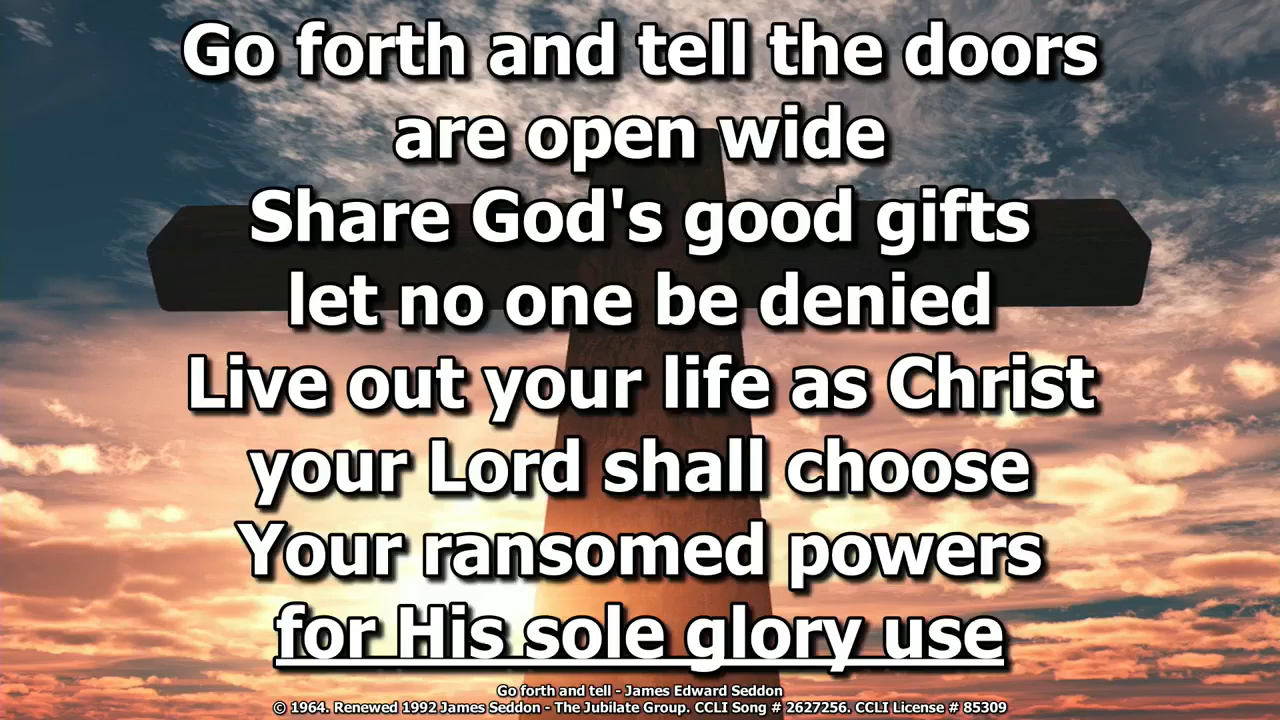 Go forth and tell the doors
are open wide
Share God's good gifts
let no one be denied
Live out your life as Christ
your Lord shall choose
Your ransomed powers
for His sole glory use
Go forth and tell - James Edward Seddon
© 1964. Renewed 1992 James Seddon - The Jubilate Group. CCLI Song # 2627256. CCLI License # 85309